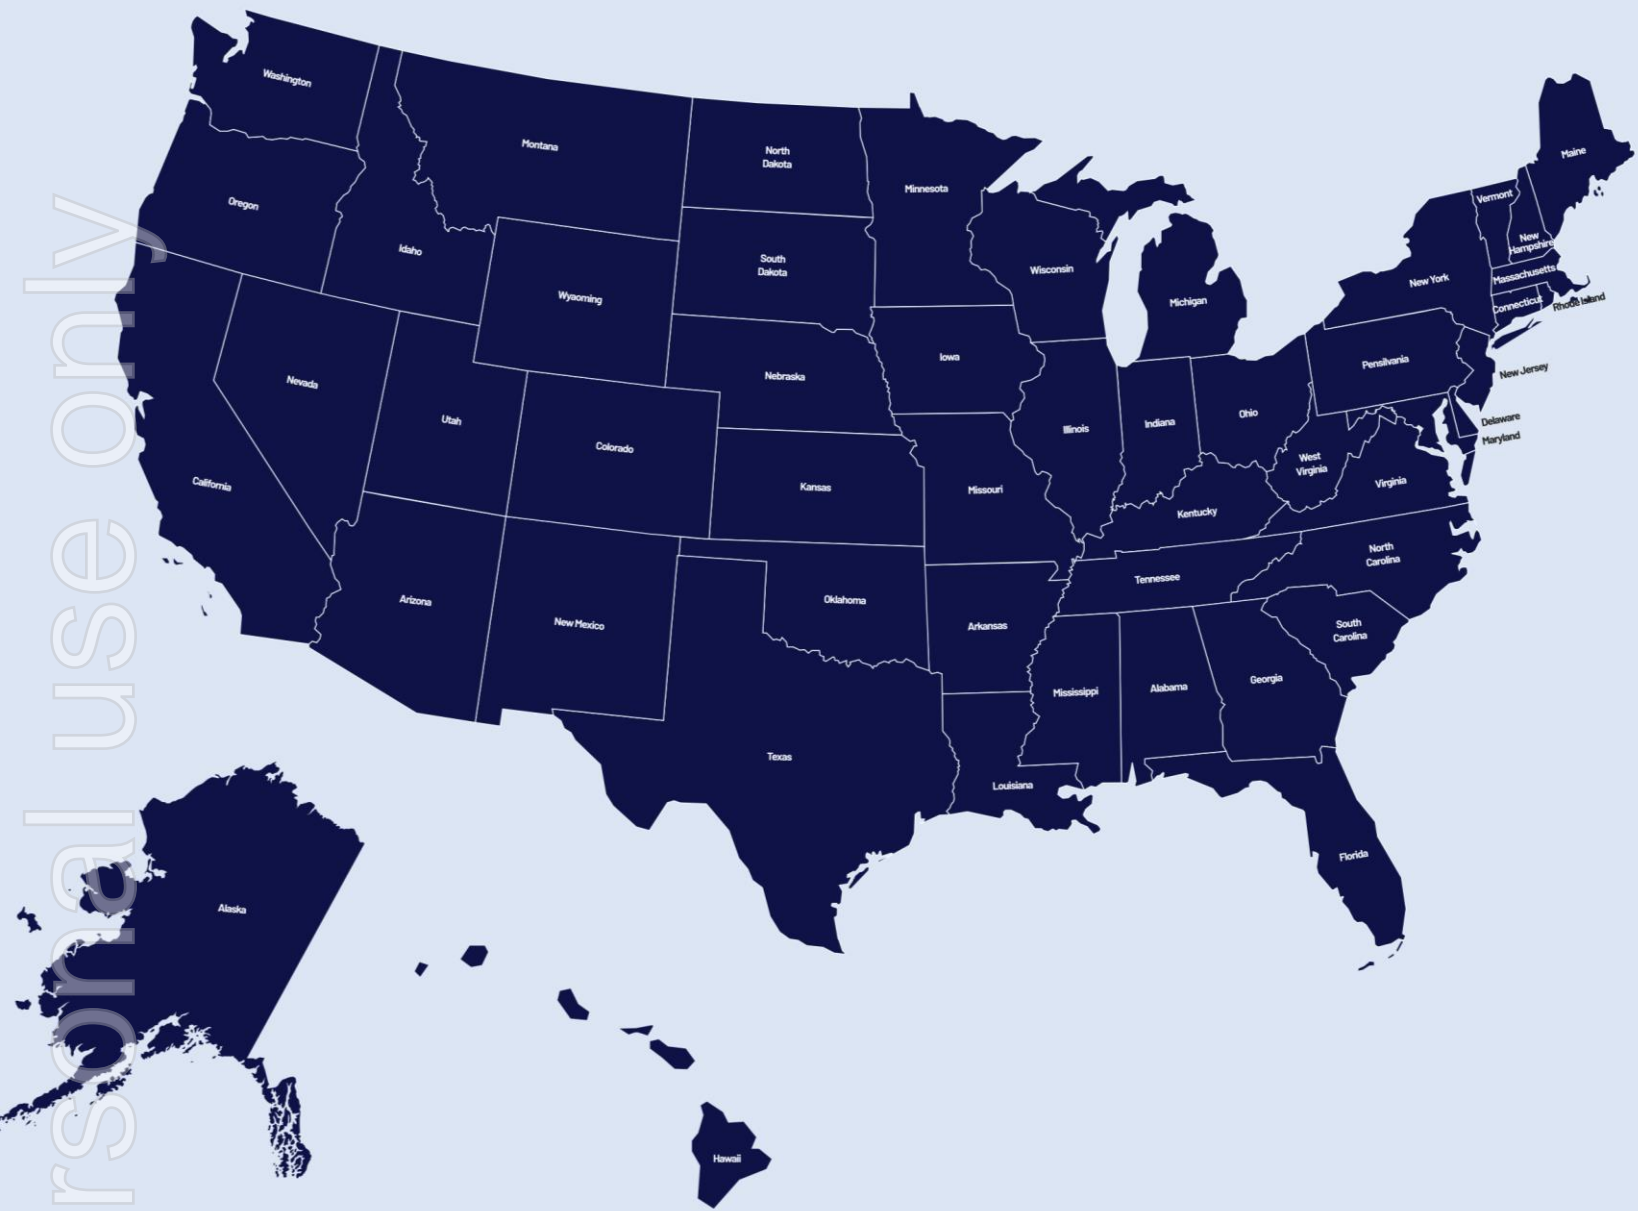 Washington
Montana
North
Dakota
Minnesota
Maine
Oregon
Idaho
Vermont
New
Hampshire
South
Dakota
Wisconsin
Massachusetts
New York
Wyaoming
Michigan
Connecticut
Rhode Island
Iowa
Pensilvania
New Jersey
Nevada
Nebraska
Utah
Colorado
Illinois
Indiana
Ohio
Delaware
Maryland
California
Kansas
Missouri
West
Virginia
Virginia
Kentucky
North
Carolina
Tennessee
Arizona
New Mexico
Oklahoma
Arkansas
South
Carolina
Mississippi
Alabama
Georgia
Texas
Louisiana
Florida
Alaska
Hawaii
rsonal use only